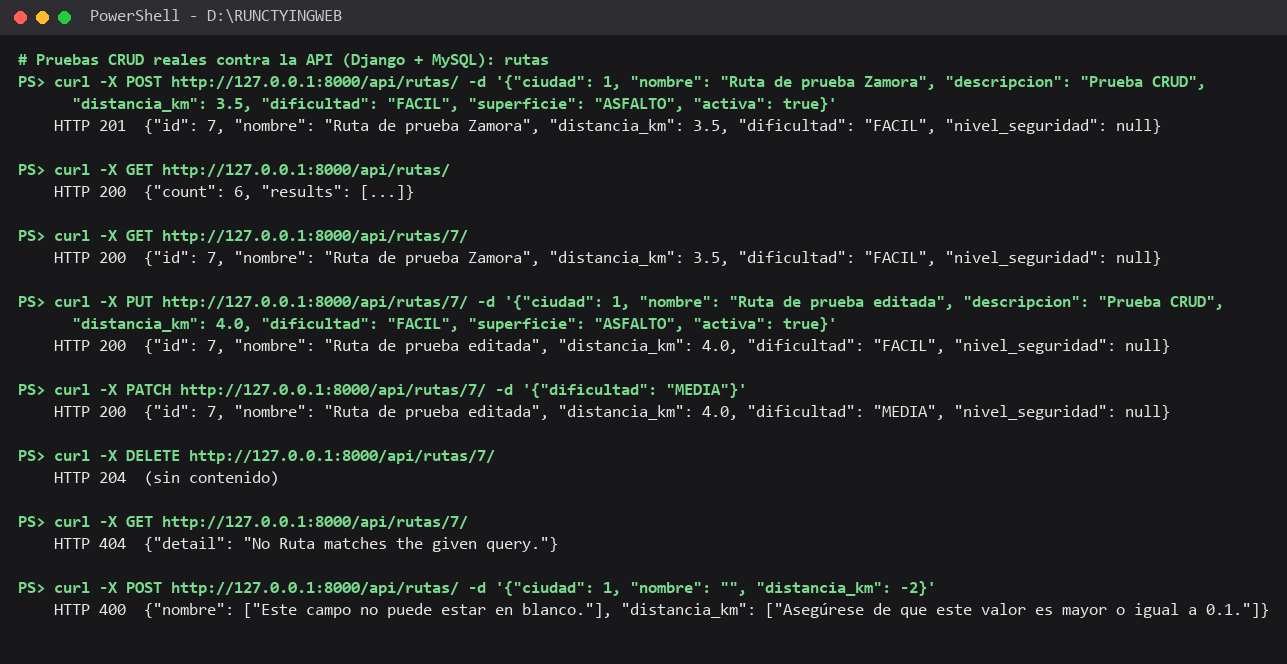 PowerShell - D:\RUNCTYINGWEB
# Pruebas CRUD reales contra la API (Django + MySQL): rutas
PS> curl -X POST http://127.0.0.1:8000/api/rutas/ -d '{"ciudad": 1, "nombre": "Ruta de prueba Zamora", "descripcion": "Prueba CRUD",
"distancia_km": 3.5, "dificultad": "FACIL", "superficie": "ASFALTO", "activa": true}'
HTTP 201  {"id": 7, "nombre": "Ruta de prueba Zamora", "distancia_km": 3.5, "dificultad": "FACIL", "nivel_seguridad": null}
PS> curl -X GET http://127.0.0.1:8000/api/rutas/
HTTP 200  {"count": 6, "results": [...]}
PS> curl -X GET http://127.0.0.1:8000/api/rutas/7/
HTTP 200  {"id": 7, "nombre": "Ruta de prueba Zamora", "distancia_km": 3.5, "dificultad": "FACIL", "nivel_seguridad": null}
PS> curl -X PUT http://127.0.0.1:8000/api/rutas/7/ -d '{"ciudad": 1, "nombre": "Ruta de prueba editada", "descripcion": "Prueba CRUD",
"distancia_km": 4.0, "dificultad": "FACIL", "superficie": "ASFALTO", "activa": true}'
HTTP 200  {"id": 7, "nombre": "Ruta de prueba editada", "distancia_km": 4.0, "dificultad": "FACIL", "nivel_seguridad": null}
PS> curl -X PATCH http://127.0.0.1:8000/api/rutas/7/ -d '{"dificultad": "MEDIA"}'
HTTP 200  {"id": 7, "nombre": "Ruta de prueba editada", "distancia_km": 4.0, "dificultad": "MEDIA", "nivel_seguridad": null}
PS> curl -X DELETE http://127.0.0.1:8000/api/rutas/7/
HTTP 204  (sin contenido)
PS> curl -X GET http://127.0.0.1:8000/api/rutas/7/
HTTP 404  {"detail": "No Ruta matches the given query."}
PS> curl -X POST http://127.0.0.1:8000/api/rutas/ -d '{"ciudad": 1, "nombre": "", "distancia_km": -2}'
HTTP 400  {"nombre": ["Este campo no puede estar en blanco."], "distancia_km": ["Asegúrese de que este valor es mayor o igual a 0.1."]}